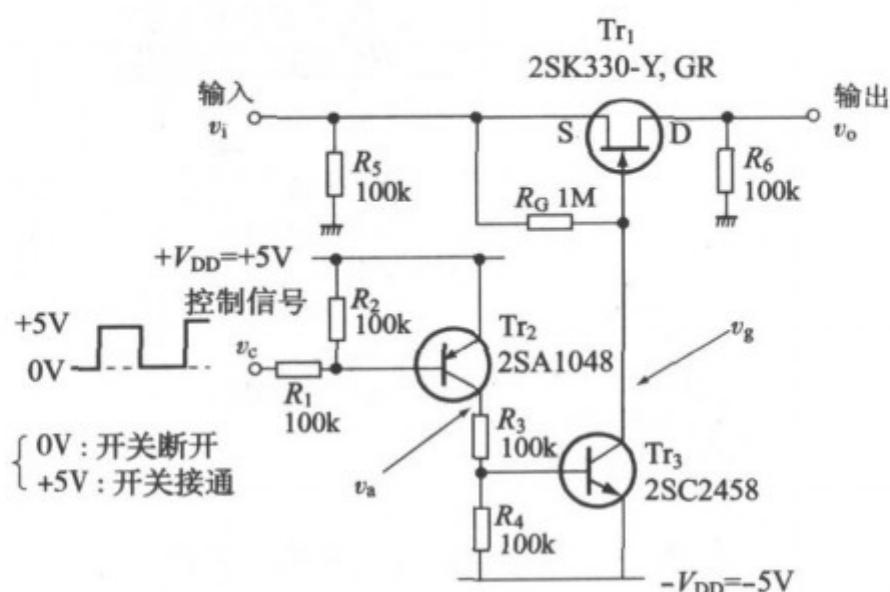 Tr1
2SK330-Y, GR
输入
vi
S
D
输出
vo
R5
100k
R6
100k
RG 1M
+VDD=+5V
控制信号
+5V
0V
R2
100k
vc
R1
100k
Tr2
2SA1048
vg
R3
100k
va
0V : 开关断开
+5V : 开关接通
Tr3
2SC2458
R4
100k
-VDD=-5V